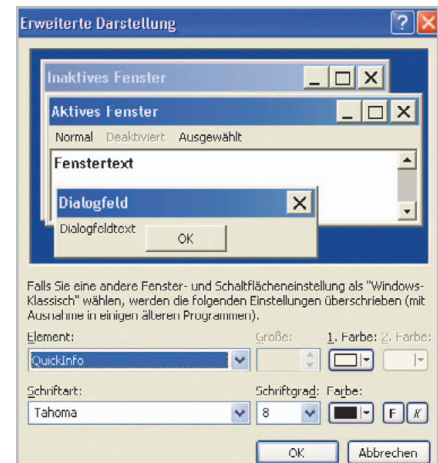 Erweiterte Darstellung
Inaktives Fenster
Aktives Fenster
Normal Deaktiviert Ausgewählt
Fenstertext
Dialogfeld
Dialogfeldtext
OK
Falls Sie eine andere Fenster- und Schaltflächeneinstellung als "Windows-
Klassisch" wählen, werden die folgenden Einstellungen überschrieben (mit
Ausnahme in einigen älteren Programmen).
Element: Größe: 1. Farbe: 2. Farbe:
QuickInfo
Schriftart: Schriftgrad: Farbe:
Tahoma 8 F K
OK Abbrechen